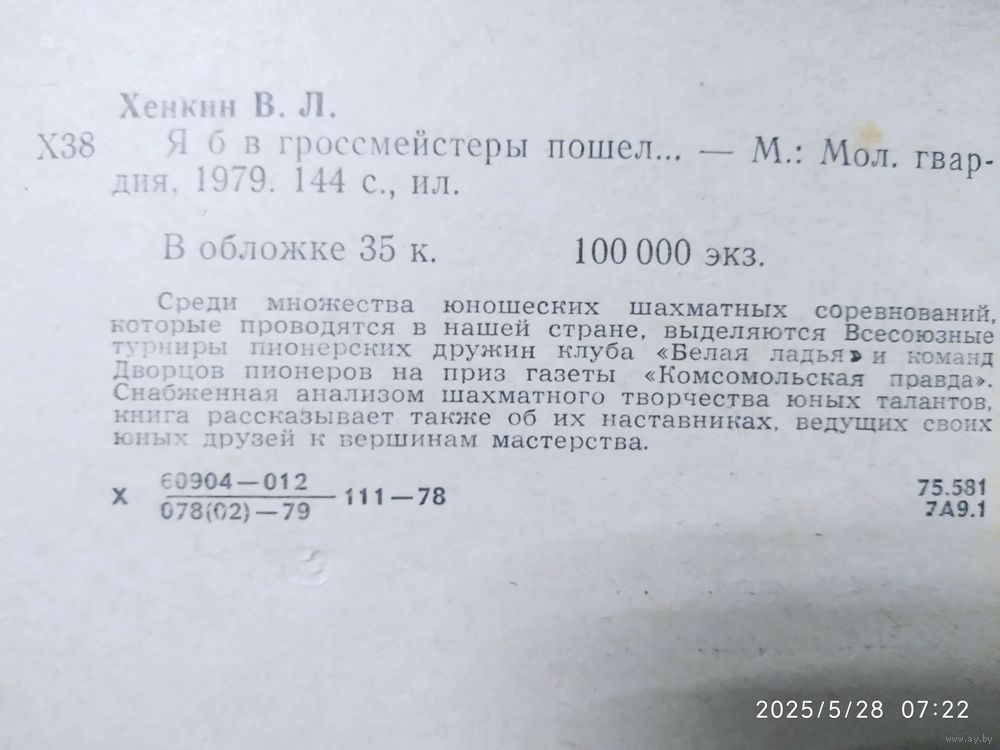 Хенкин В. Л.
Х38 Я б в гроссмейстеры пошел... — М.: Мол. гвар-
дия, 1979. 144 с., ил.
В обложке 35 к. 100 000 экз.
Среди множества юношеских шахматных соревнований,
которые проводятся в нашей стране, выделяются Всесоюзные
турниры пионерских дружин клуба «Белая ладья» и команд
Дворцов пионеров на приз газеты «Комсомольская правда».
Снабженная анализом шахматного творчества юных талантов,
книга рассказывает также об их наставниках, ведущих своих
юных друзей к вершинам мастерства.
60904—012
Х 111—78
078(02)—79
75.581
7А9.1
2025/5/28 07:22
www.ay.by